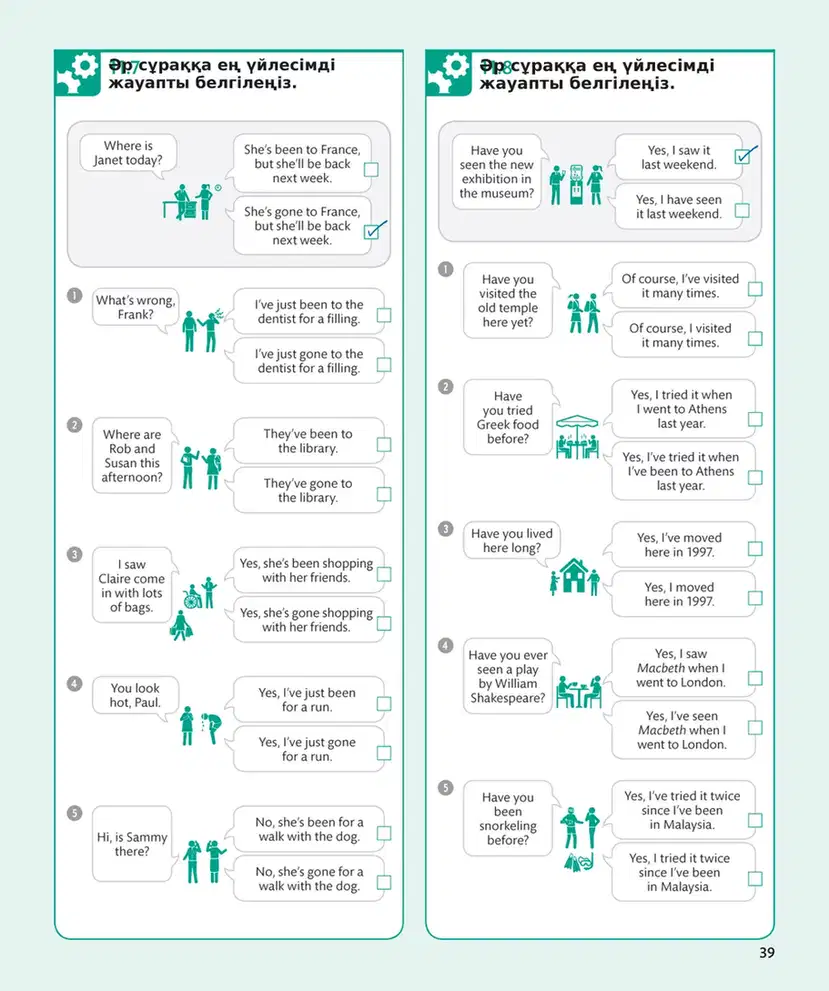 11.7 Әр сұраққа ең үйлесімді
жауапты белгілеңіз.
Where is
Janet today?
She's been to France,
but she'll be back
next week.
She's gone to France,
but she'll be back
next week.
1
What's wrong,
Frank?
I've just been to the
dentist for a filling.
I've just gone to the
dentist for a filling.
2
Where are
Rob and
Susan this
afternoon?
They've been to
the library.
They've gone to
the library.
3
I saw
Claire come
in with lots
of bags.
Yes, she's been shopping
with her friends.
Yes, she's gone shopping
with her friends.
4
You look
hot, Paul.
Yes, I've just been
for a run.
Yes, I've just gone
for a run.
5
Hi, is Sammy
there?
No, she's been for a
walk with the dog.
No, she's gone for a
walk with the dog.
11.8 Әр сұраққа ең үйлесімді
жауапты белгілеңіз.
Have you
seen the new
exhibition in
the museum?
Yes, I saw it
last weekend.
Yes, I have seen
it last weekend.
1
Have you
visited the
old temple
here yet?
Of course, I've visited
it many times.
Of course, I visited
it many times.
2
Have
you tried
Greek food
before?
Yes, I tried it when
I went to Athens
last year.
Yes, I've tried it when
I've been to Athens
last year.
3
Have you lived
here long?
Yes, I've moved
here in 1997.
Yes, I moved
here in 1997.
4
Have you ever
seen a play
by William
Shakespeare?
Yes, I saw
Macbeth when I
went to London.
Yes, I've seen
Macbeth when I
went to London.
5
Have you
been
snorkeling
before?
Yes, I've tried it twice
since I've been
in Malaysia.
Yes, I tried it twice
since I've been
in Malaysia.
39